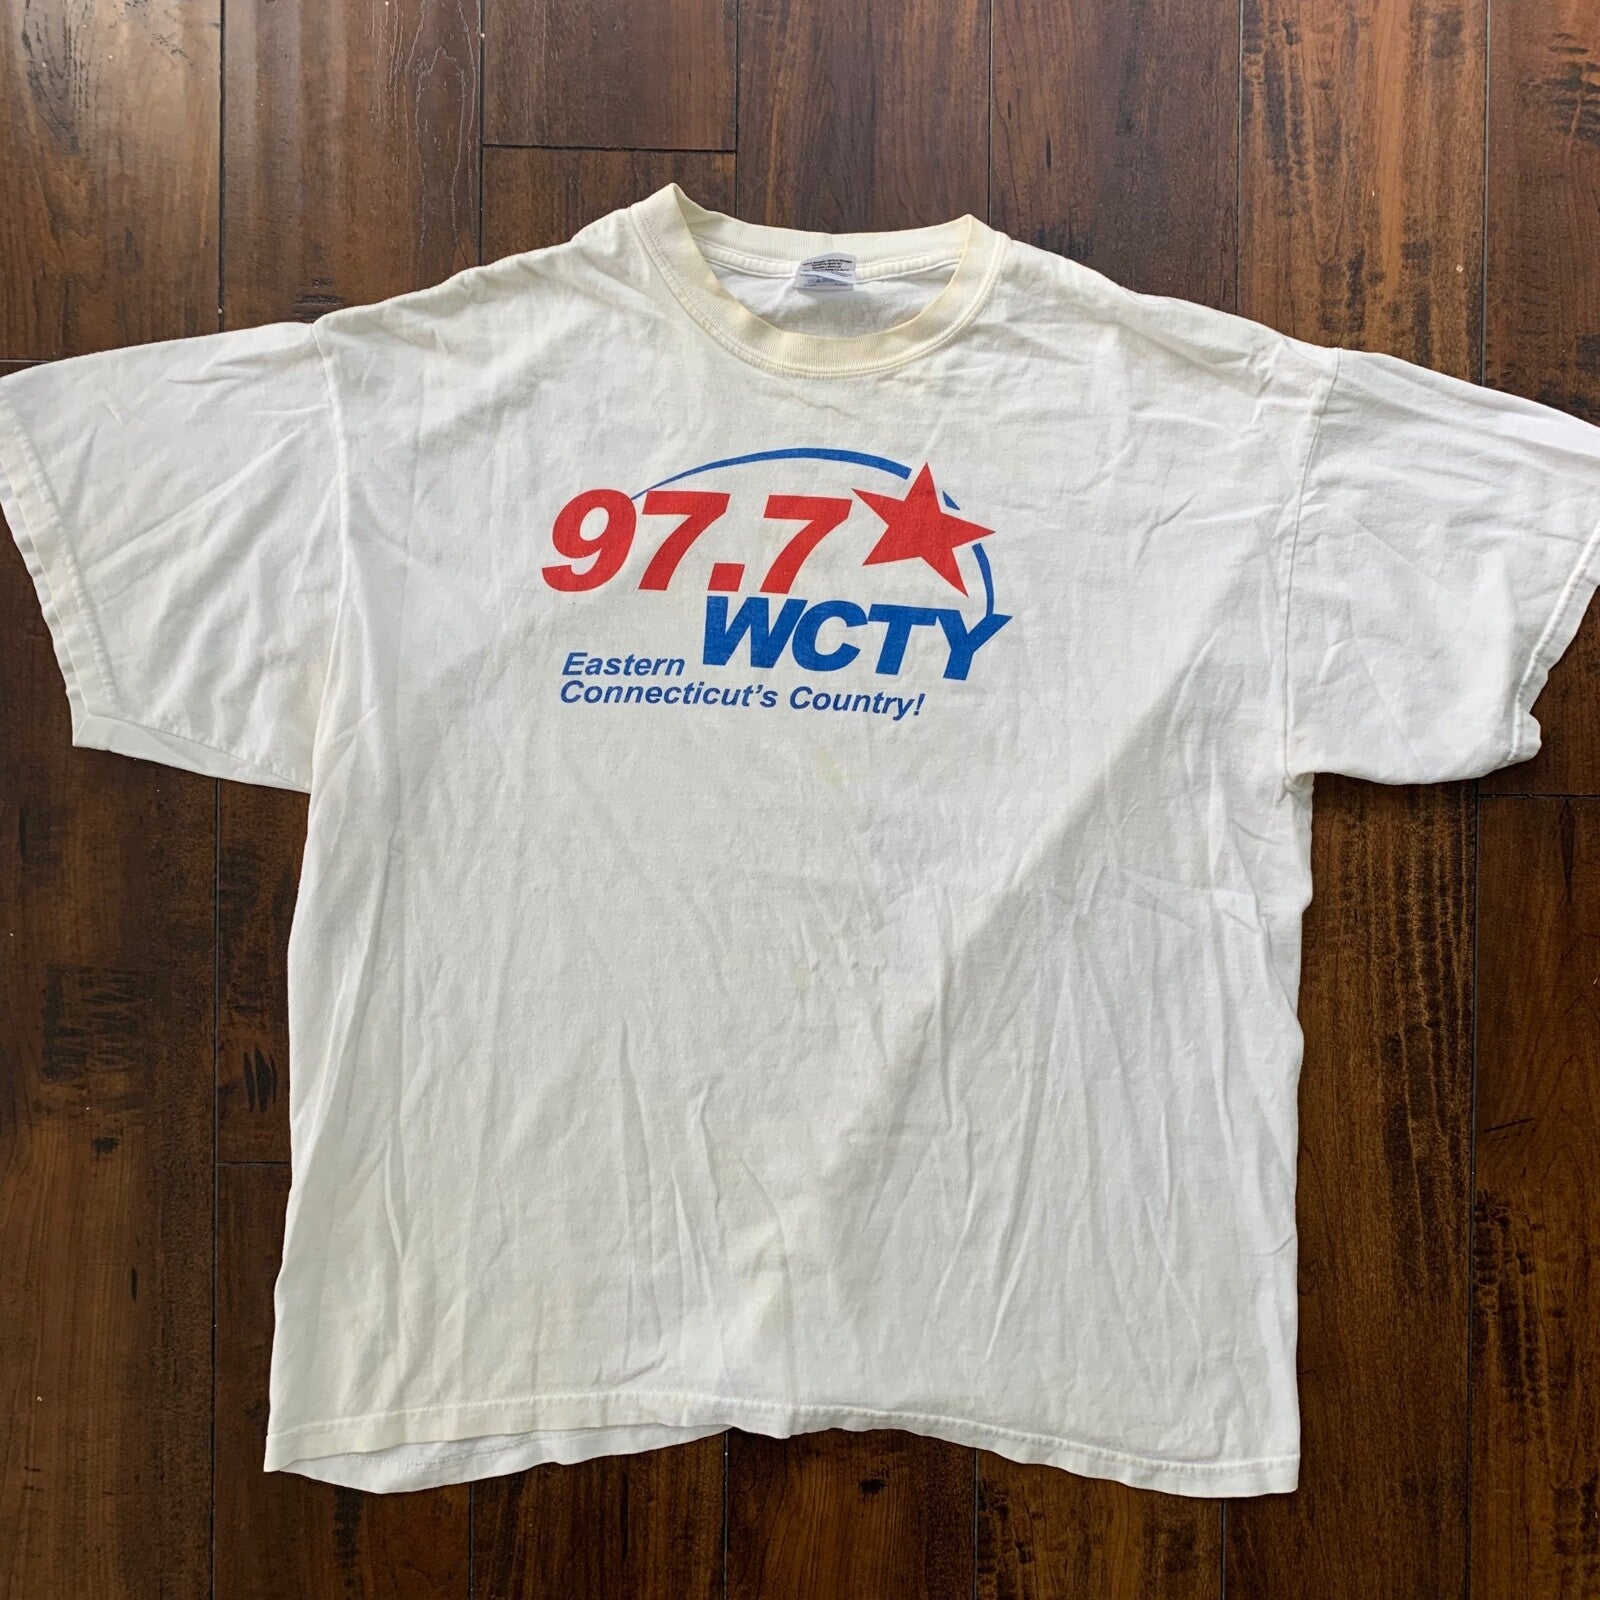 97.7
WCTY
Eastern
Connecticut's Country!